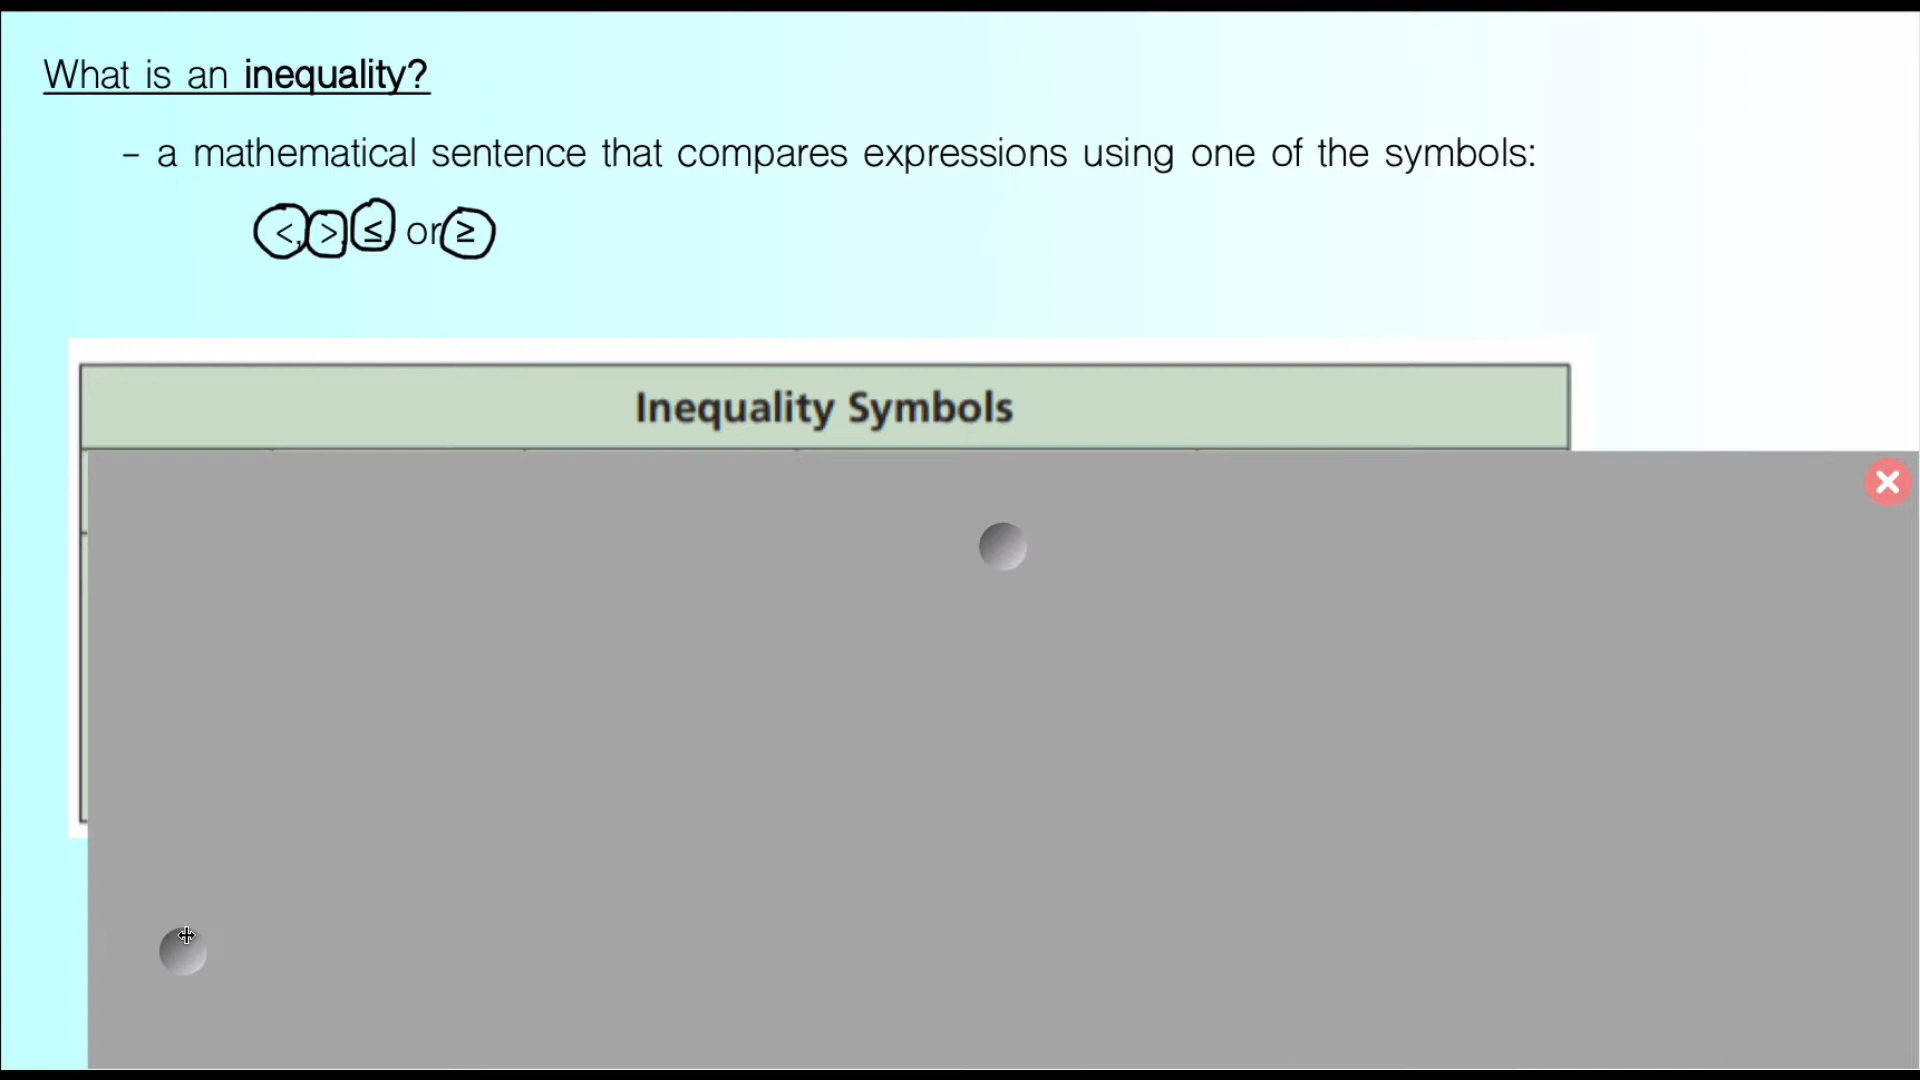 What is an inequality?
– a mathematical sentence that compares expressions using one of the symbols:
<, >, ≤, or ≥
Inequality Symbols